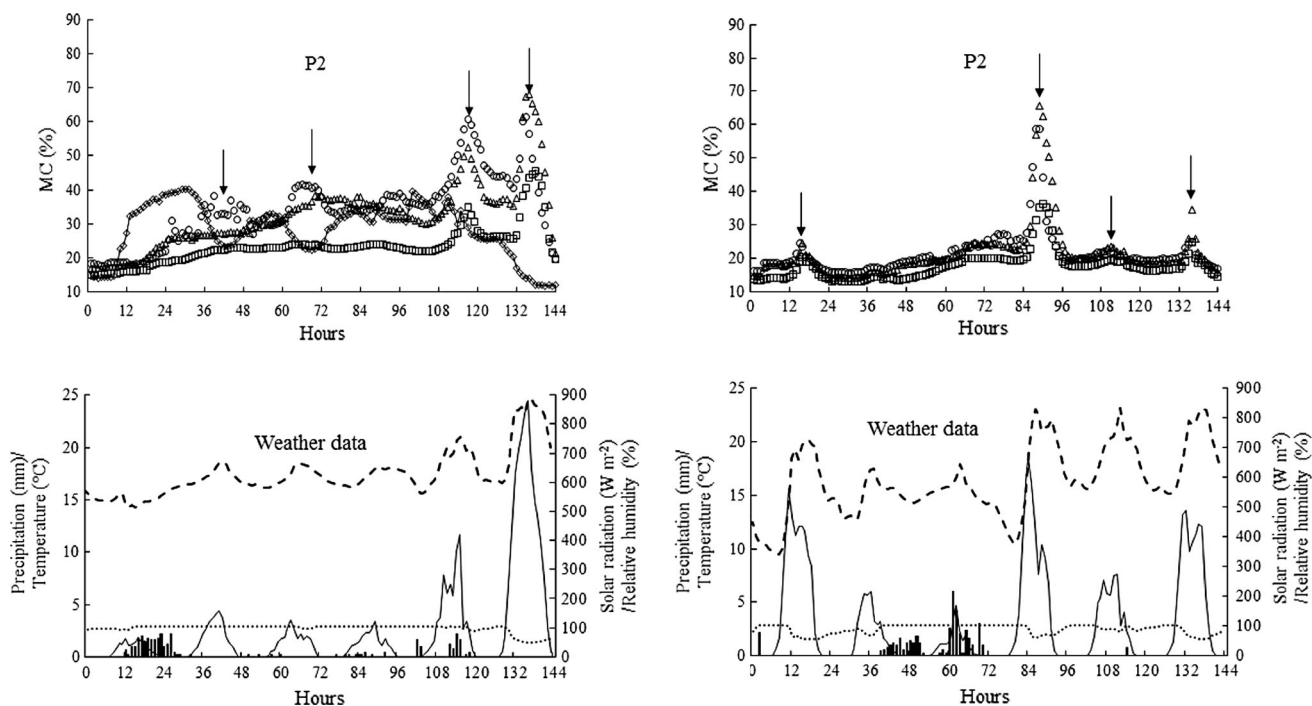 90
80
70
60
50
40
30
20
10
MC (%)
P2
0 12 24 36 48 60 72 84 96 108 120 132 144
Hours
90
80
70
60
50
40
30
20
10
MC (%)
P2
0 12 24 36 48 60 72 84 96 108 120 132 144
Hours
25
20
15
10
5
0
Precipitation (mm)/
Temperature (°C)
Weather data
900
800
700
600
500
400
300
200
100
0
Solar radiation (W m-2)
/Relative humidity (%)
0 12 24 36 48 60 72 84 96 108 120 132 144
Hours
25
20
15
10
5
0
Precipitation (mm)/
Temperature (°C)
Weather data
900
800
700
600
500
400
300
200
100
0
Solar radiation (W m-2)
/Relative humidity (%)
0 12 24 36 48 60 72 84 96 108 120 132 144
Hours